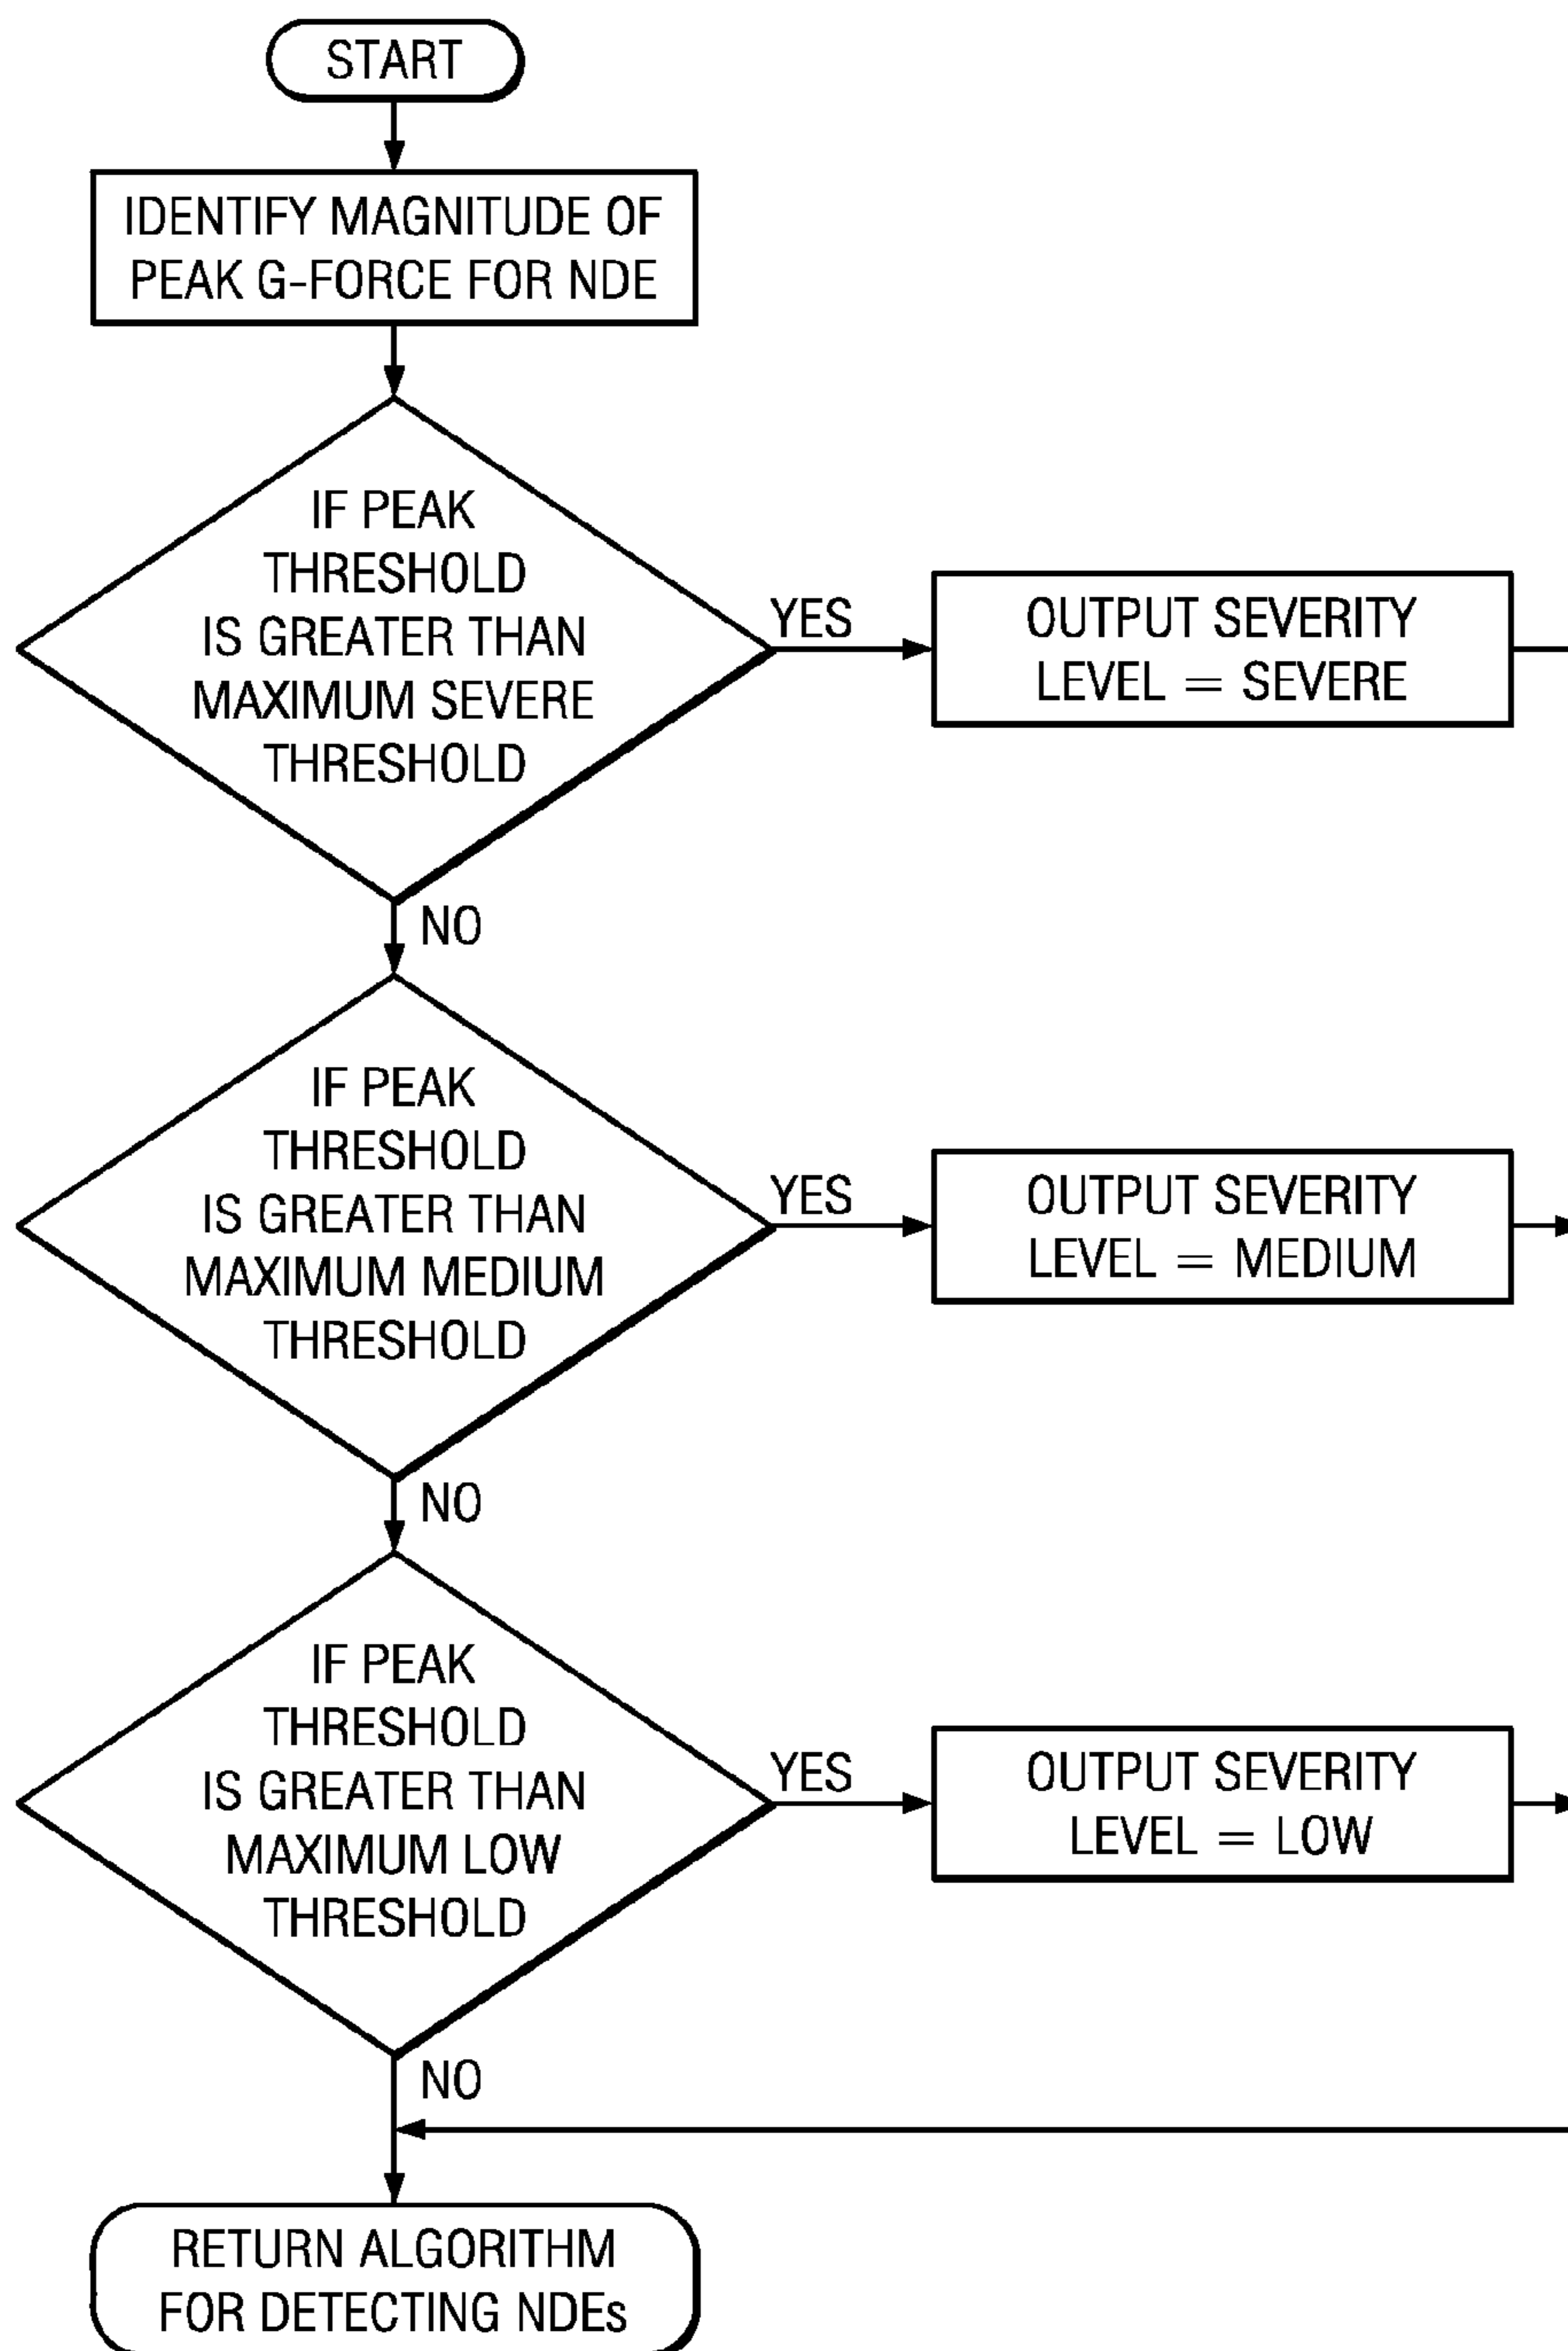 START
IDENTIFY MAGNITUDE OF
PEAK G-FORCE FOR NDE
IF PEAK
THRESHOLD
IS GREATER THAN
MAXIMUM SEVERE
THRESHOLD
YES
OUTPUT SEVERITY
LEVEL = SEVERE
NO
IF PEAK
THRESHOLD
IS GREATER THAN
MAXIMUM MEDIUM
THRESHOLD
YES
OUTPUT SEVERITY
LEVEL = MEDIUM
NO
IF PEAK
THRESHOLD
IS GREATER THAN
MAXIMUM LOW
THRESHOLD
YES
OUTPUT SEVERITY
LEVEL = LOW
NO
RETURN ALGORITHM
FOR DETECTING NDEs